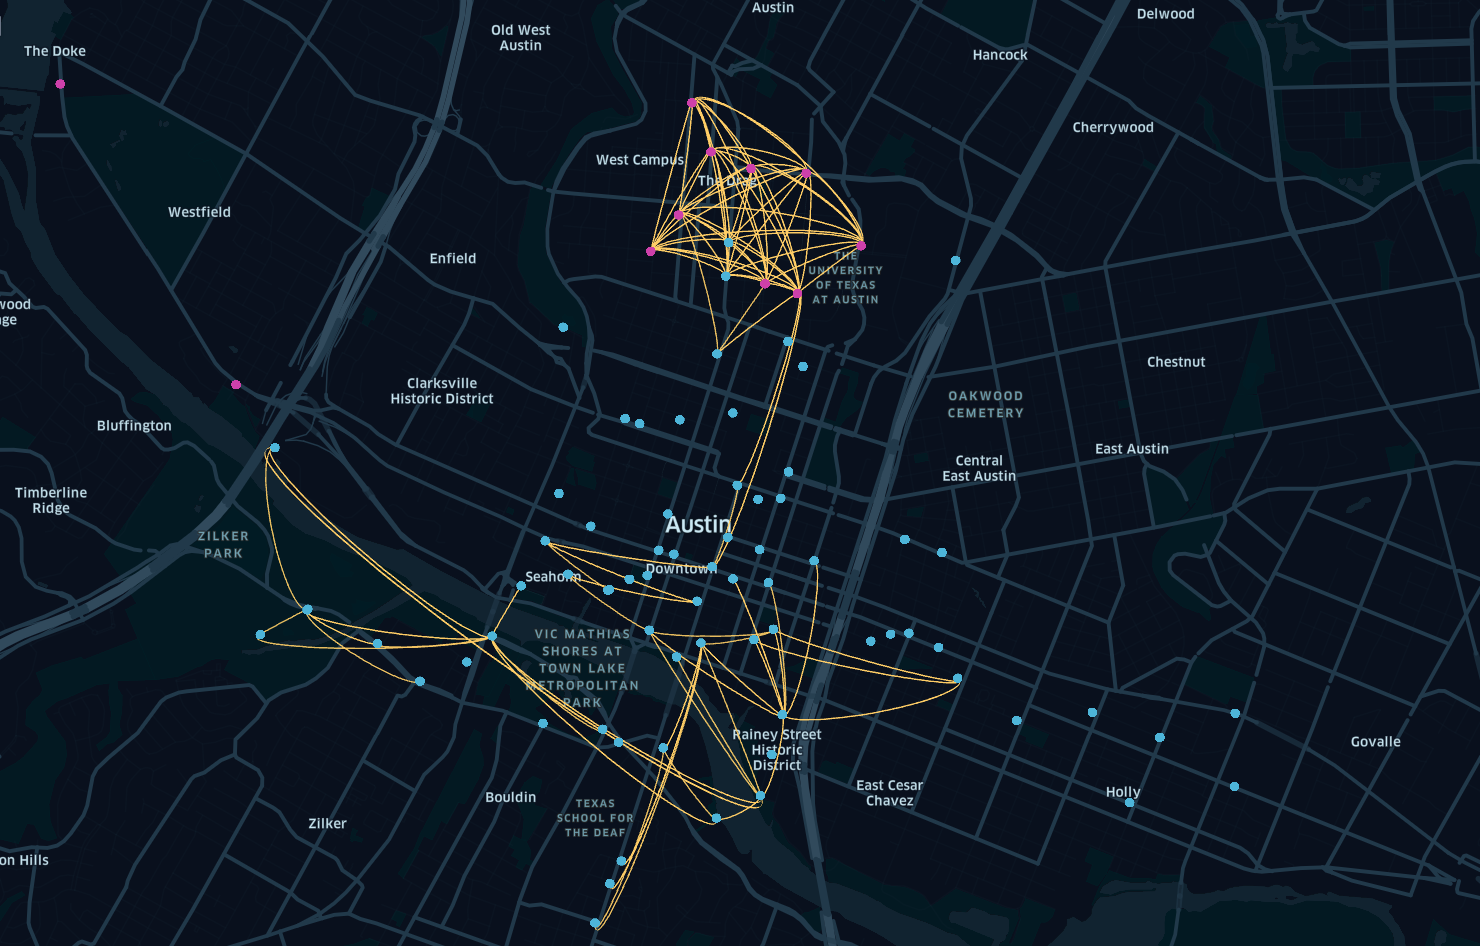 Austin
Delwood
Old West
Austin
The Doke
Hancock
Cherrywood
West Campus
The Drag
Westfield
Enfield
THE
UNIVERSITY
OF TEXAS
AT AUSTIN
wood
ge
Chestnut
Clarksville
Historic District
OAKWOOD
CEMETERY
Bluffington
East Austin
Central
East Austin
Timberline
Ridge
Austin
ZILKER
PARK
Downtown
Seaholm
VIC MATHIAS
SHORES AT
TOWN LAKE
METROPOLITAN
PARK
Rainey Street
Historic
District
Govalle
East Cesar
Chavez
Holly
Bouldin
TEXAS
SCHOOL FOR
THE DEAF
Zilker
on Hills